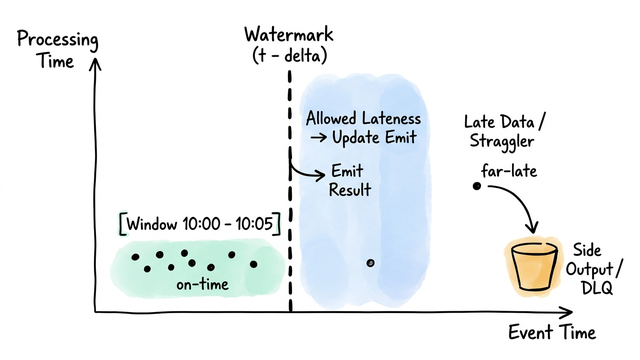 Processing
Time
Watermark
(t - delta)
Allowed Lateness
→ Update Emit
Emit
Result
Late Data /
Straggler
far-late
[Window 10:00 - 10:05]
on-time
Side
Output/
DLQ
Event Time